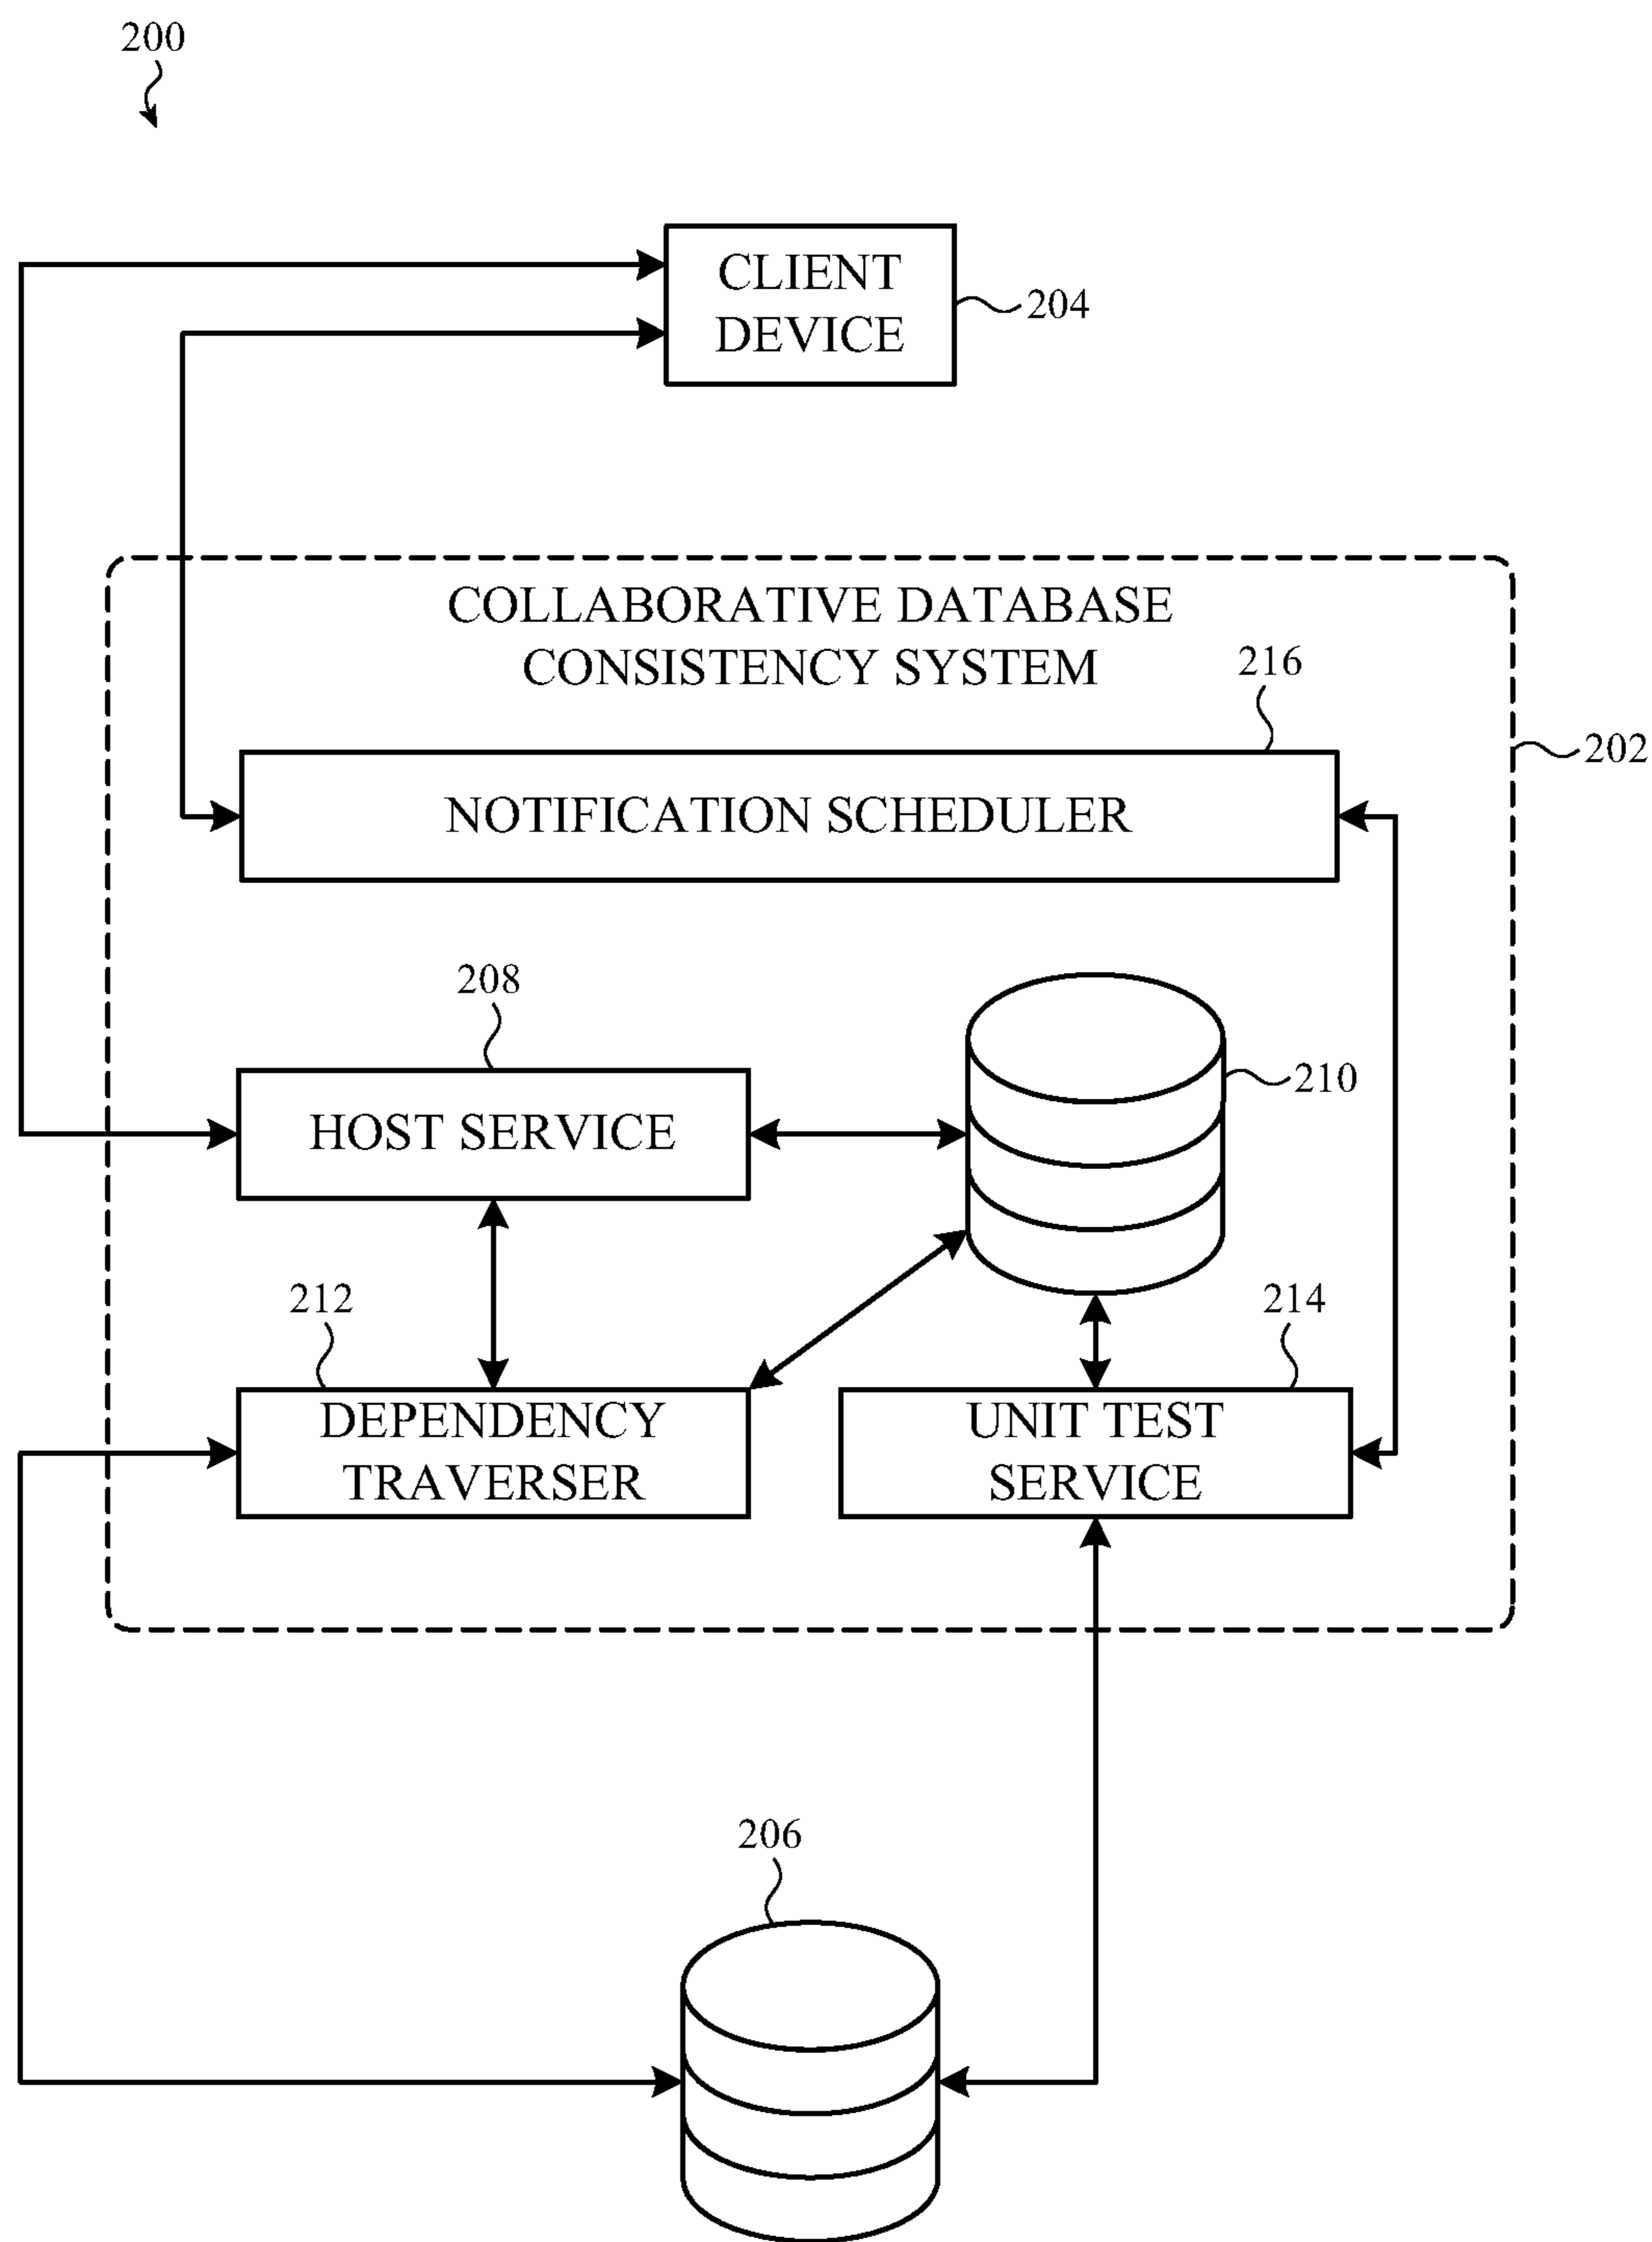 200
CLIENT
DEVICE
204
COLLABORATIVE DATABASE
CONSISTENCY SYSTEM
216
202
NOTIFICATION SCHEDULER
208
210
HOST SERVICE
212
214
DEPENDENCY
TRAVERSER
UNIT TEST
SERVICE
206